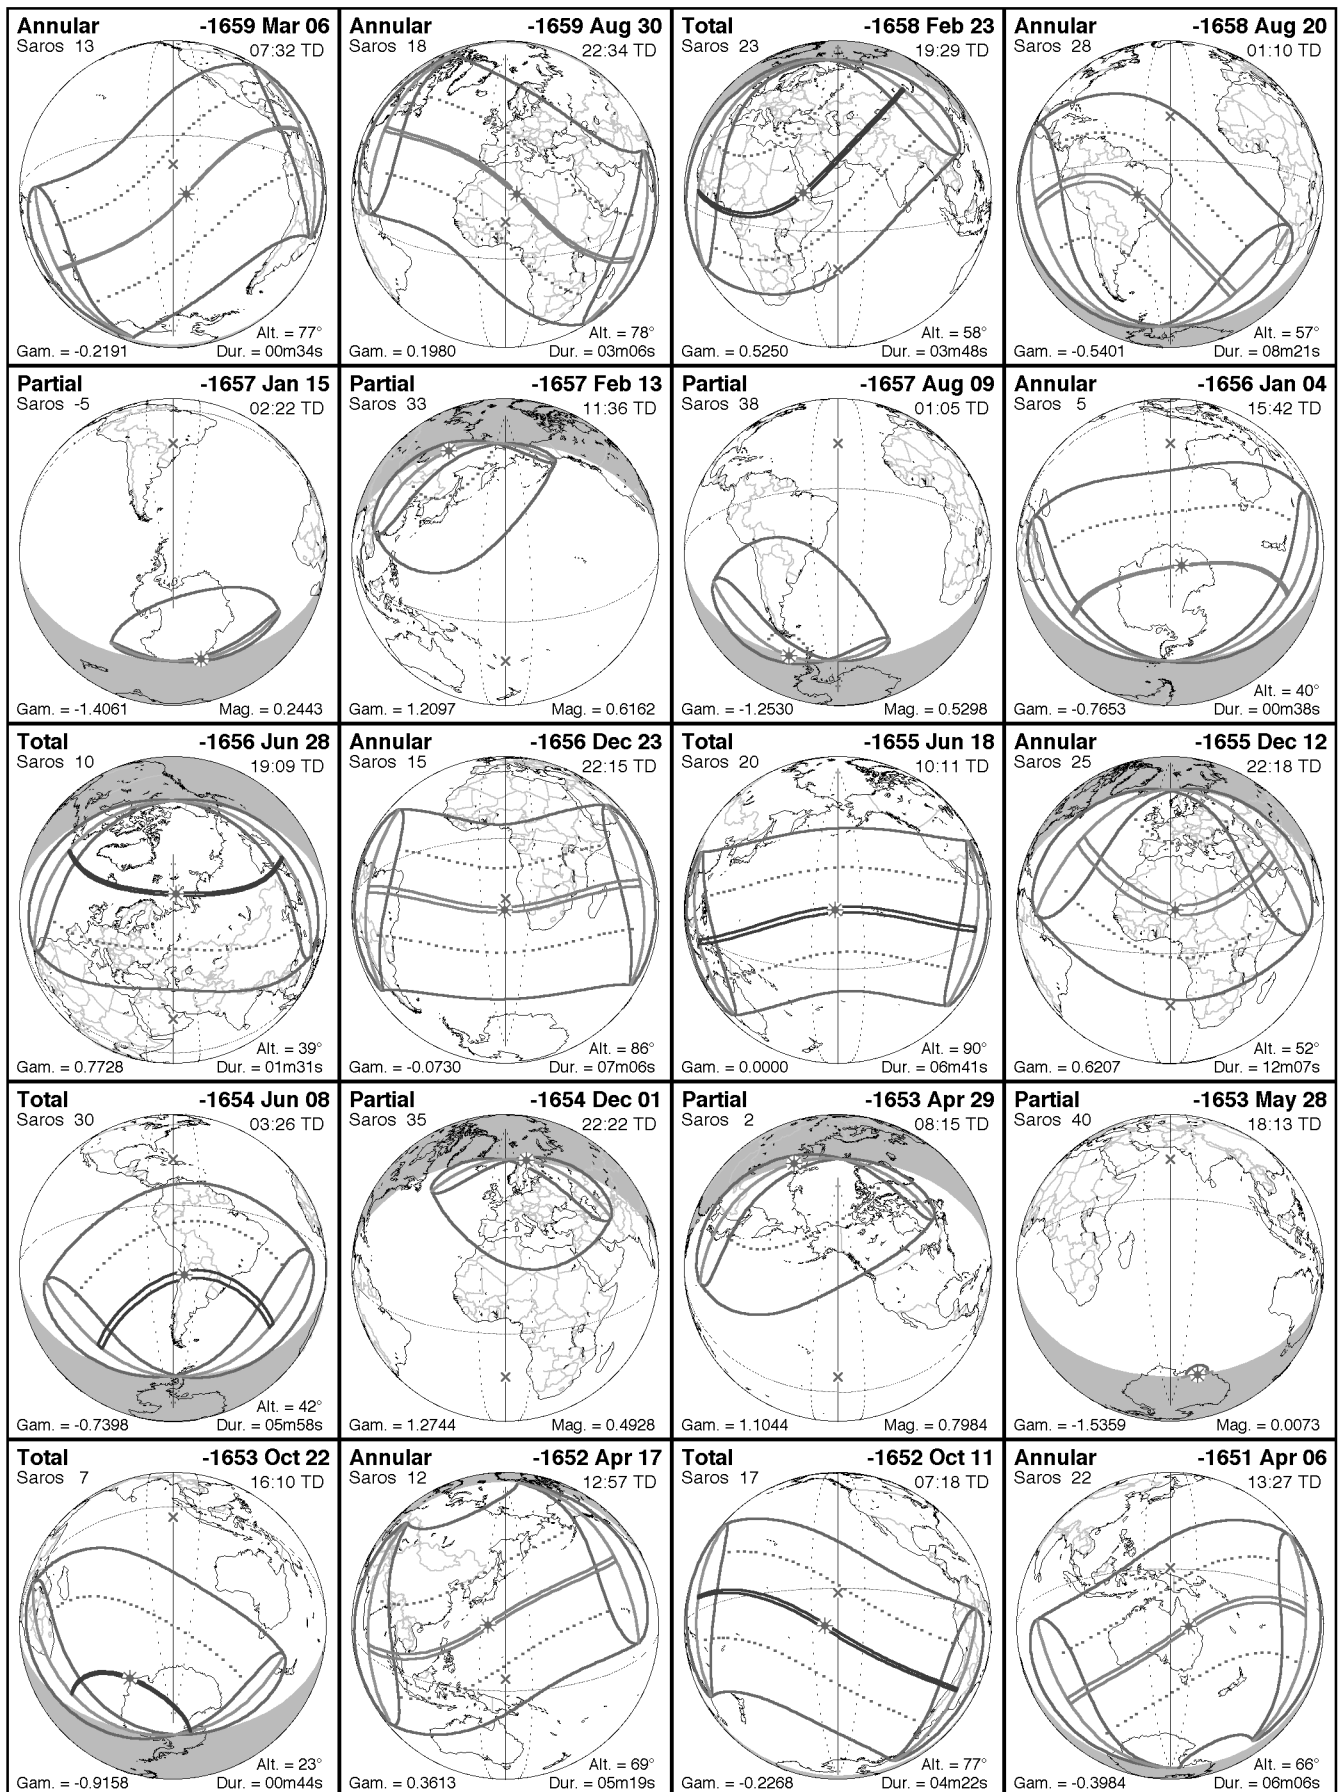 Annular -1659 Mar 06
Saros 13 07:32 TD
Alt. = 77°
Gam. = -0.2191 Dur. = 00m34s
Annular -1659 Aug 30
Saros 18 22:34 TD
Alt. = 78°
Gam. = 0.1980 Dur. = 03m06s
Total -1658 Feb 23
Saros 23 19:29 TD
Alt. = 58°
Gam. = 0.5250 Dur. = 03m48s
Annular -1658 Aug 20
Saros 28 01:10 TD
Alt. = 57°
Gam. = -0.5401 Dur. = 08m21s
Partial -1657 Jan 15
Saros -5 02:22 TD
Gam. = -1.4061 Mag. = 0.2443
Partial -1657 Feb 13
Saros 33 11:36 TD
Gam. = 1.2097 Mag. = 0.6162
Partial -1657 Aug 09
Saros 38 01:05 TD
Gam. = -1.2530 Mag. = 0.5298
Annular -1656 Jan 04
Saros 5 15:42 TD
Alt. = 40°
Gam. = -0.7653 Dur. = 00m38s
Total -1656 Jun 28
Saros 10 19:09 TD
Alt. = 39°
Gam. = 0.7728 Dur. = 01m31s
Annular -1656 Dec 23
Saros 15 22:15 TD
Alt. = 86°
Gam. = -0.0730 Dur. = 07m06s
Total -1655 Jun 18
Saros 20 10:11 TD
Alt. = 90°
Gam. = 0.0000 Dur. = 06m41s
Annular -1655 Dec 12
Saros 25 22:18 TD
Alt. = 52°
Gam. = 0.6207 Dur. = 12m07s
Total -1654 Jun 08
Saros 30 03:26 TD
Alt. = 42°
Gam. = -0.7398 Dur. = 05m58s
Partial -1654 Dec 01
Saros 35 22:22 TD
Gam. = 1.2744 Mag. = 0.4928
Partial -1653 Apr 29
Saros 2 08:15 TD
Gam. = 1.1044 Mag. = 0.7984
Partial -1653 May 28
Saros 40 18:13 TD
Gam. = -1.5359 Mag. = 0.0073
Total -1653 Oct 22
Saros 7 16:10 TD
Alt. = 23°
Gam. = -0.9158 Dur. = 00m44s
Annular -1652 Apr 17
Saros 12 12:57 TD
Alt. = 69°
Gam. = 0.3613 Dur. = 05m19s
Total -1652 Oct 11
Saros 17 07:18 TD
Alt. = 77°
Gam. = -0.2268 Dur. = 04m22s
Annular -1651 Apr 06
Saros 22 13:27 TD
Alt. = 66°
Gam. = -0.3984 Dur. = 06m06s